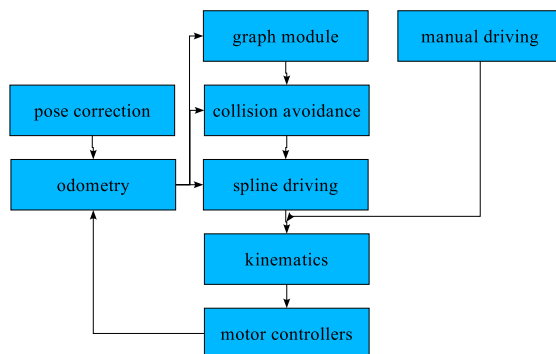 graph module
manual driving
pose correction
collision avoidance
odometry
spline driving
kinematics
motor controllers